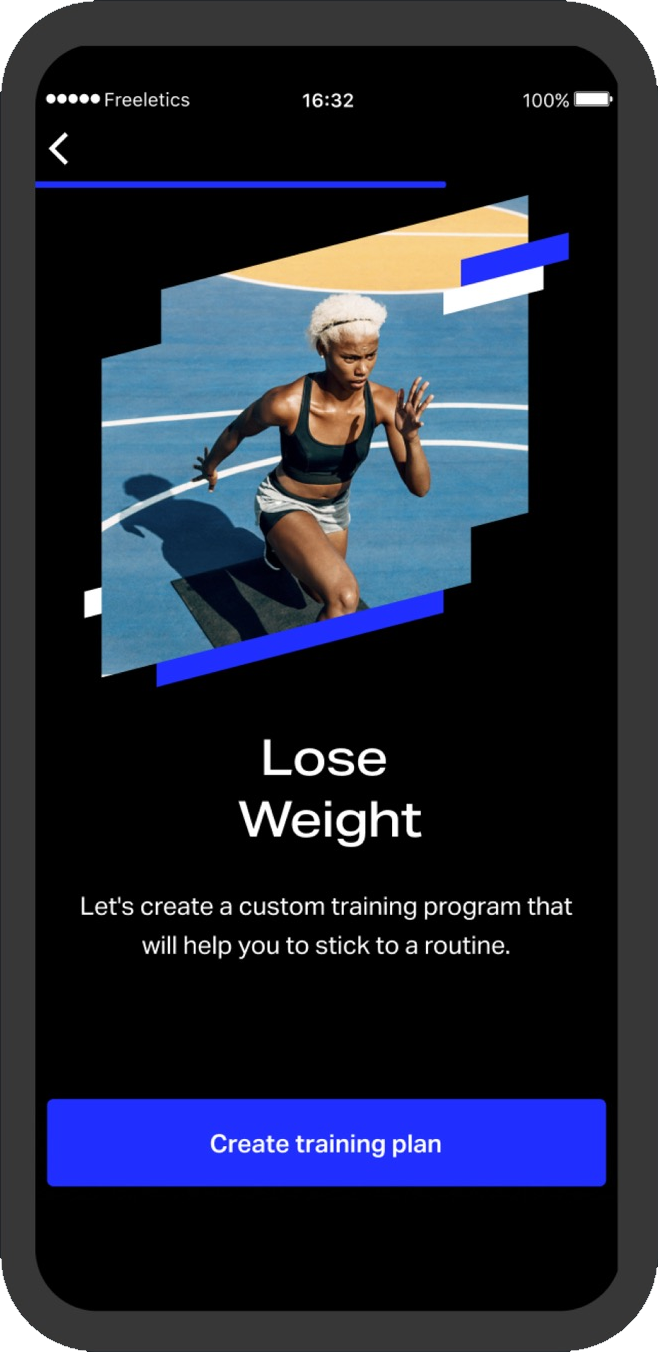 Freeletics 16:32 100%
Lose
Weight
Let's create a custom training program that
will help you to stick to a routine.
Create training plan